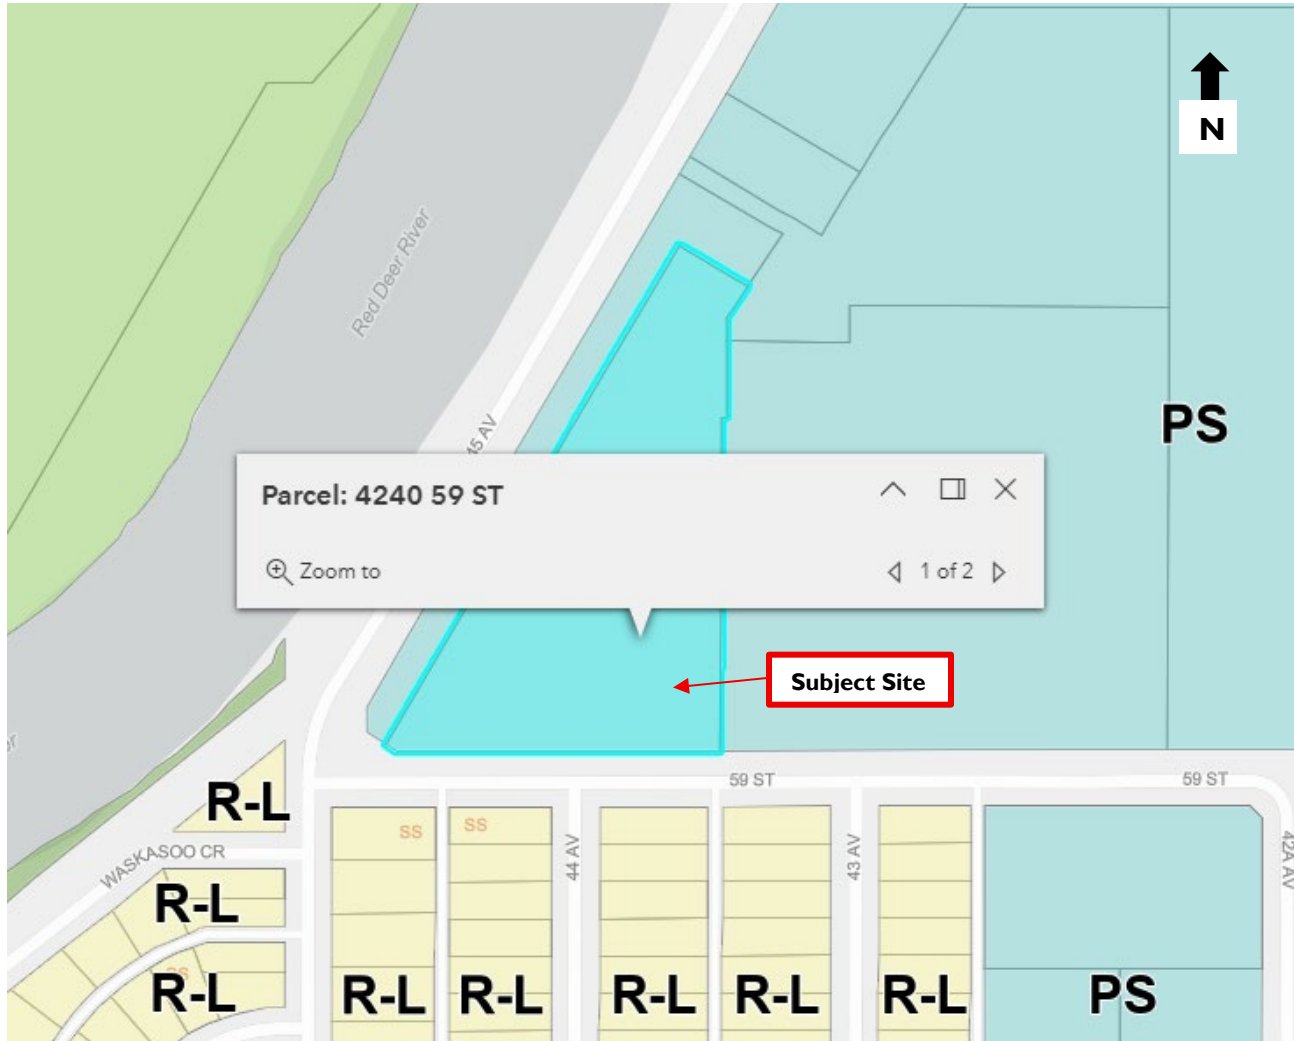 N
Red Deer River
PS
45 AV
Parcel: 4240 59 ST
Zoom to
1 of 2
Subject Site
59 ST
59 ST
R-L
SS
SS
44 AV
43 AV
42A AV
WASKASOO CR
R-L
SS
R-L
R-L
R-L
R-L
R-L
R-L
PS